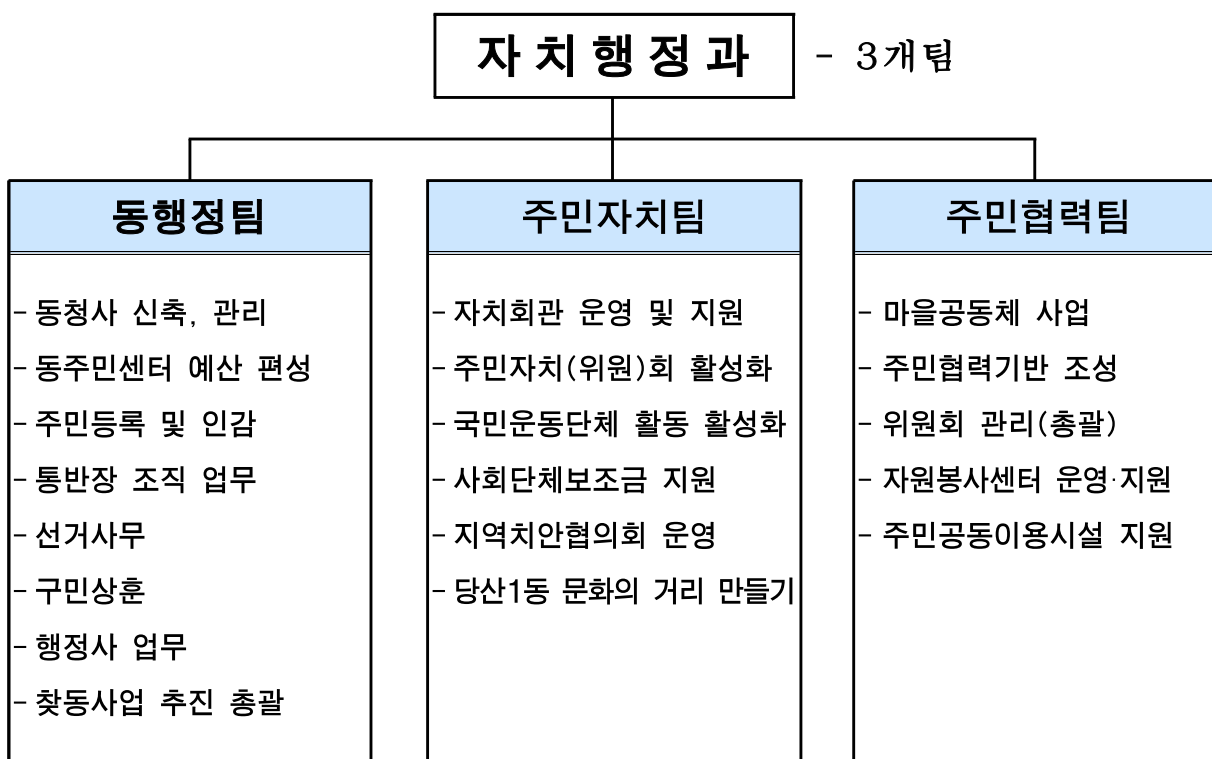 자치행정과 - 3개팀
동행정팀
- 동청사 신축, 관리
- 동주민센터 예산 편성
- 주민등록 및 인감
- 통반장 조직 업무
- 선거사무
- 구민상훈
- 행정사 업무
- 찾동사업 추진 총괄
주민자치팀
- 자치회관 운영 및 지원
- 주민자치(위원)회 활성화
- 국민운동단체 활동 활성화
- 사회단체보조금 지원
- 지역치안협의회 운영
- 당산1동 문화의 거리 만들기
주민협력팀
- 마을공동체 사업
- 주민협력기반 조성
- 위원회 관리(총괄)
- 자원봉사센터 운영·지원
- 주민공동이용시설 지원